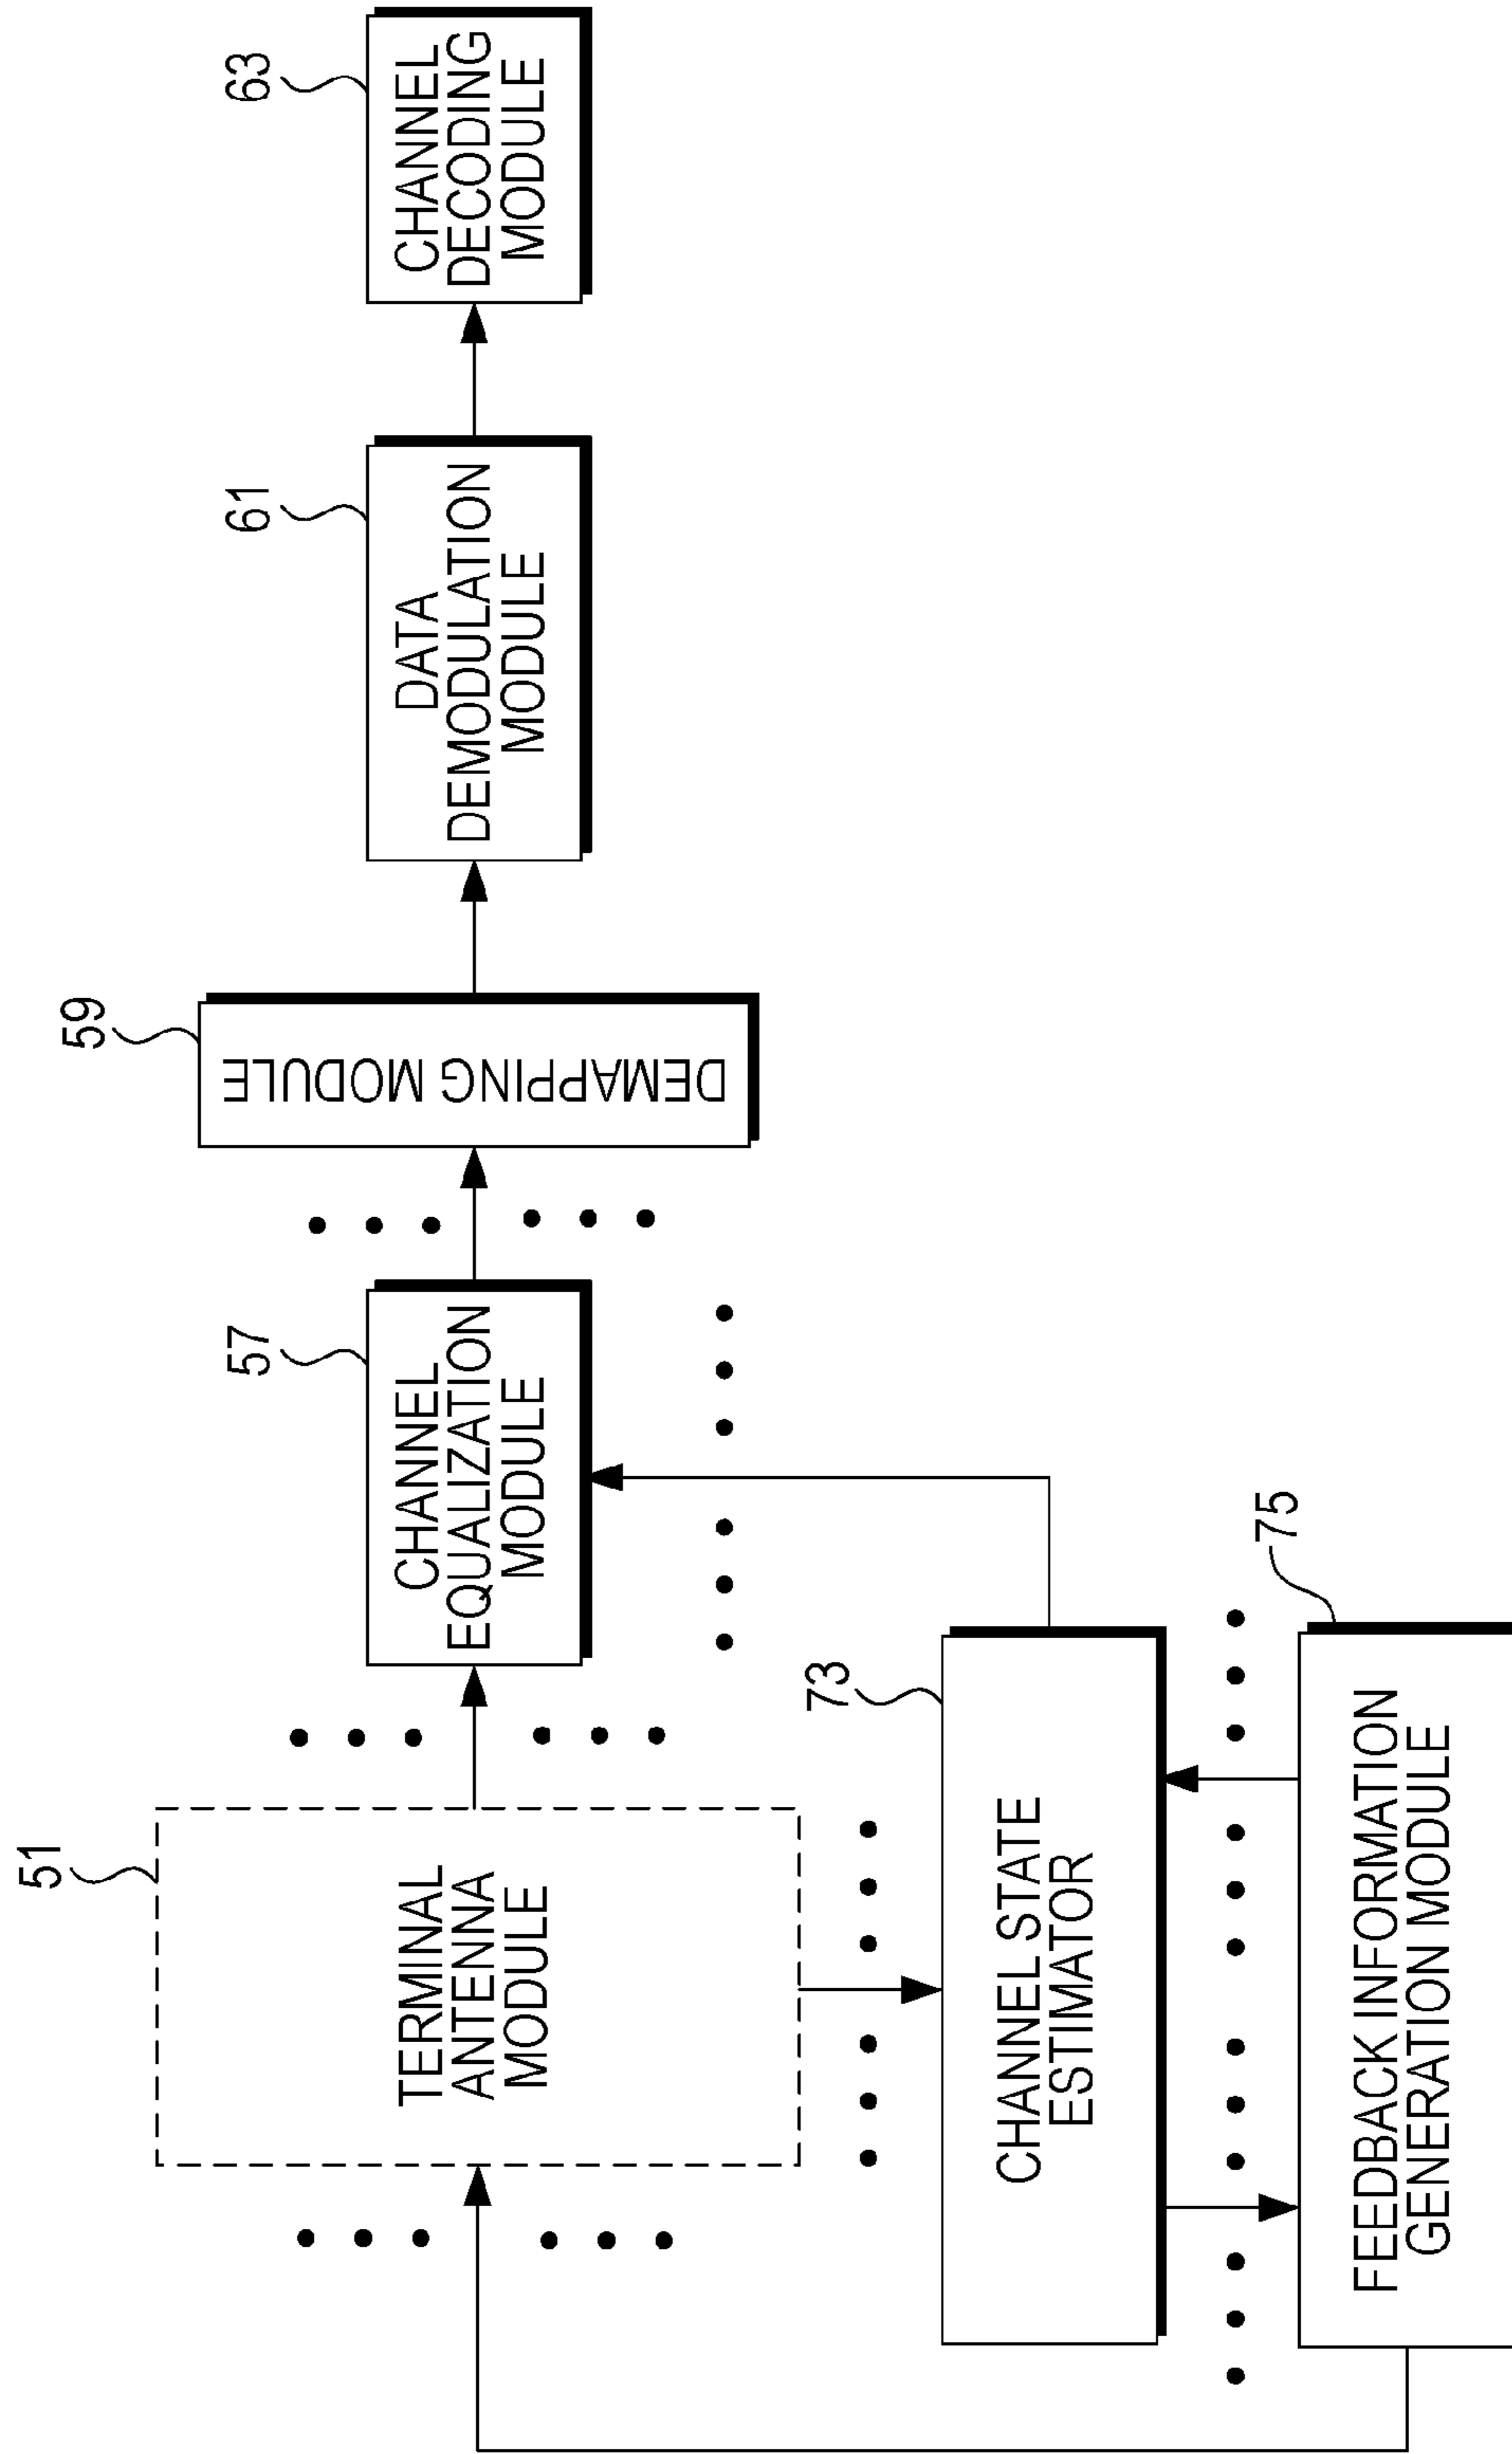 51
TERMINAL
ANTENNA
MODULE
57
CHANNEL
EQUALIZATION
MODULE
59
DEMAPPING MODULE
61
DATA
DEMODULATION
MODULE
63
CHANNEL
DECODING
MODULE
73
CHANNEL STATE
ESTIMATOR
75
FEEDBACK INFORMATION
GENERATION MODULE